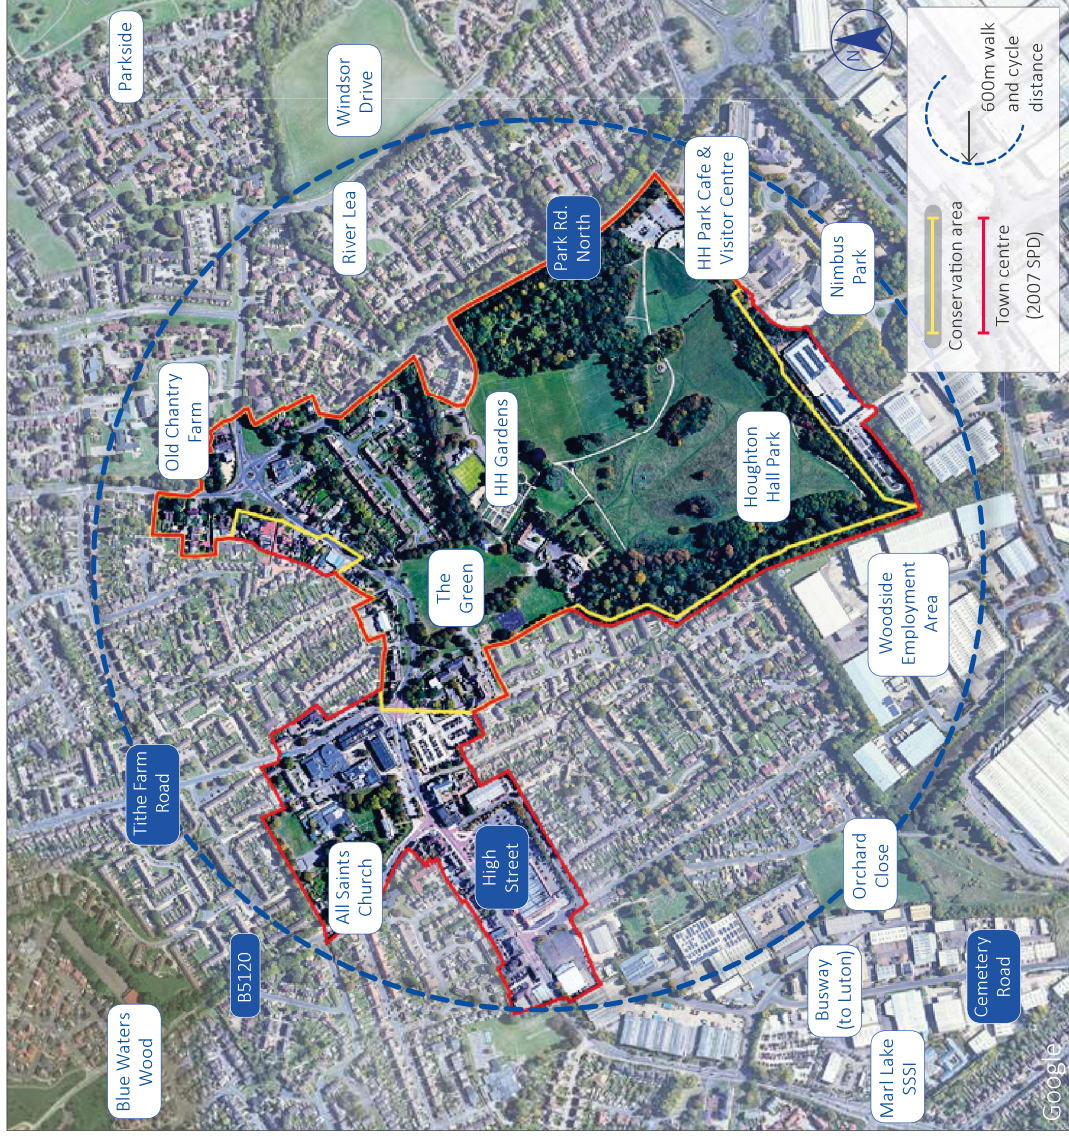 Blue Waters
Wood
B5120
Tithe Farm
Road
Old Chantry
Farm
Parkside
Windsor
Drive
River Lea
All Saints
Church
High
Street
The
Green
HH Gardens
Park Rd.
North
HH Park Cafe &
Visitor Centre
Houghton
Hall Park
Nimbus
Park
Woodside
Employment
Area
Orchard
Close
Busway
(to Luton)
Marl Lake
SSSI
Cemetery
Road
N
Conservation area
Town centre
(2007 SPD)
600m walk
and cycle
distance
Google